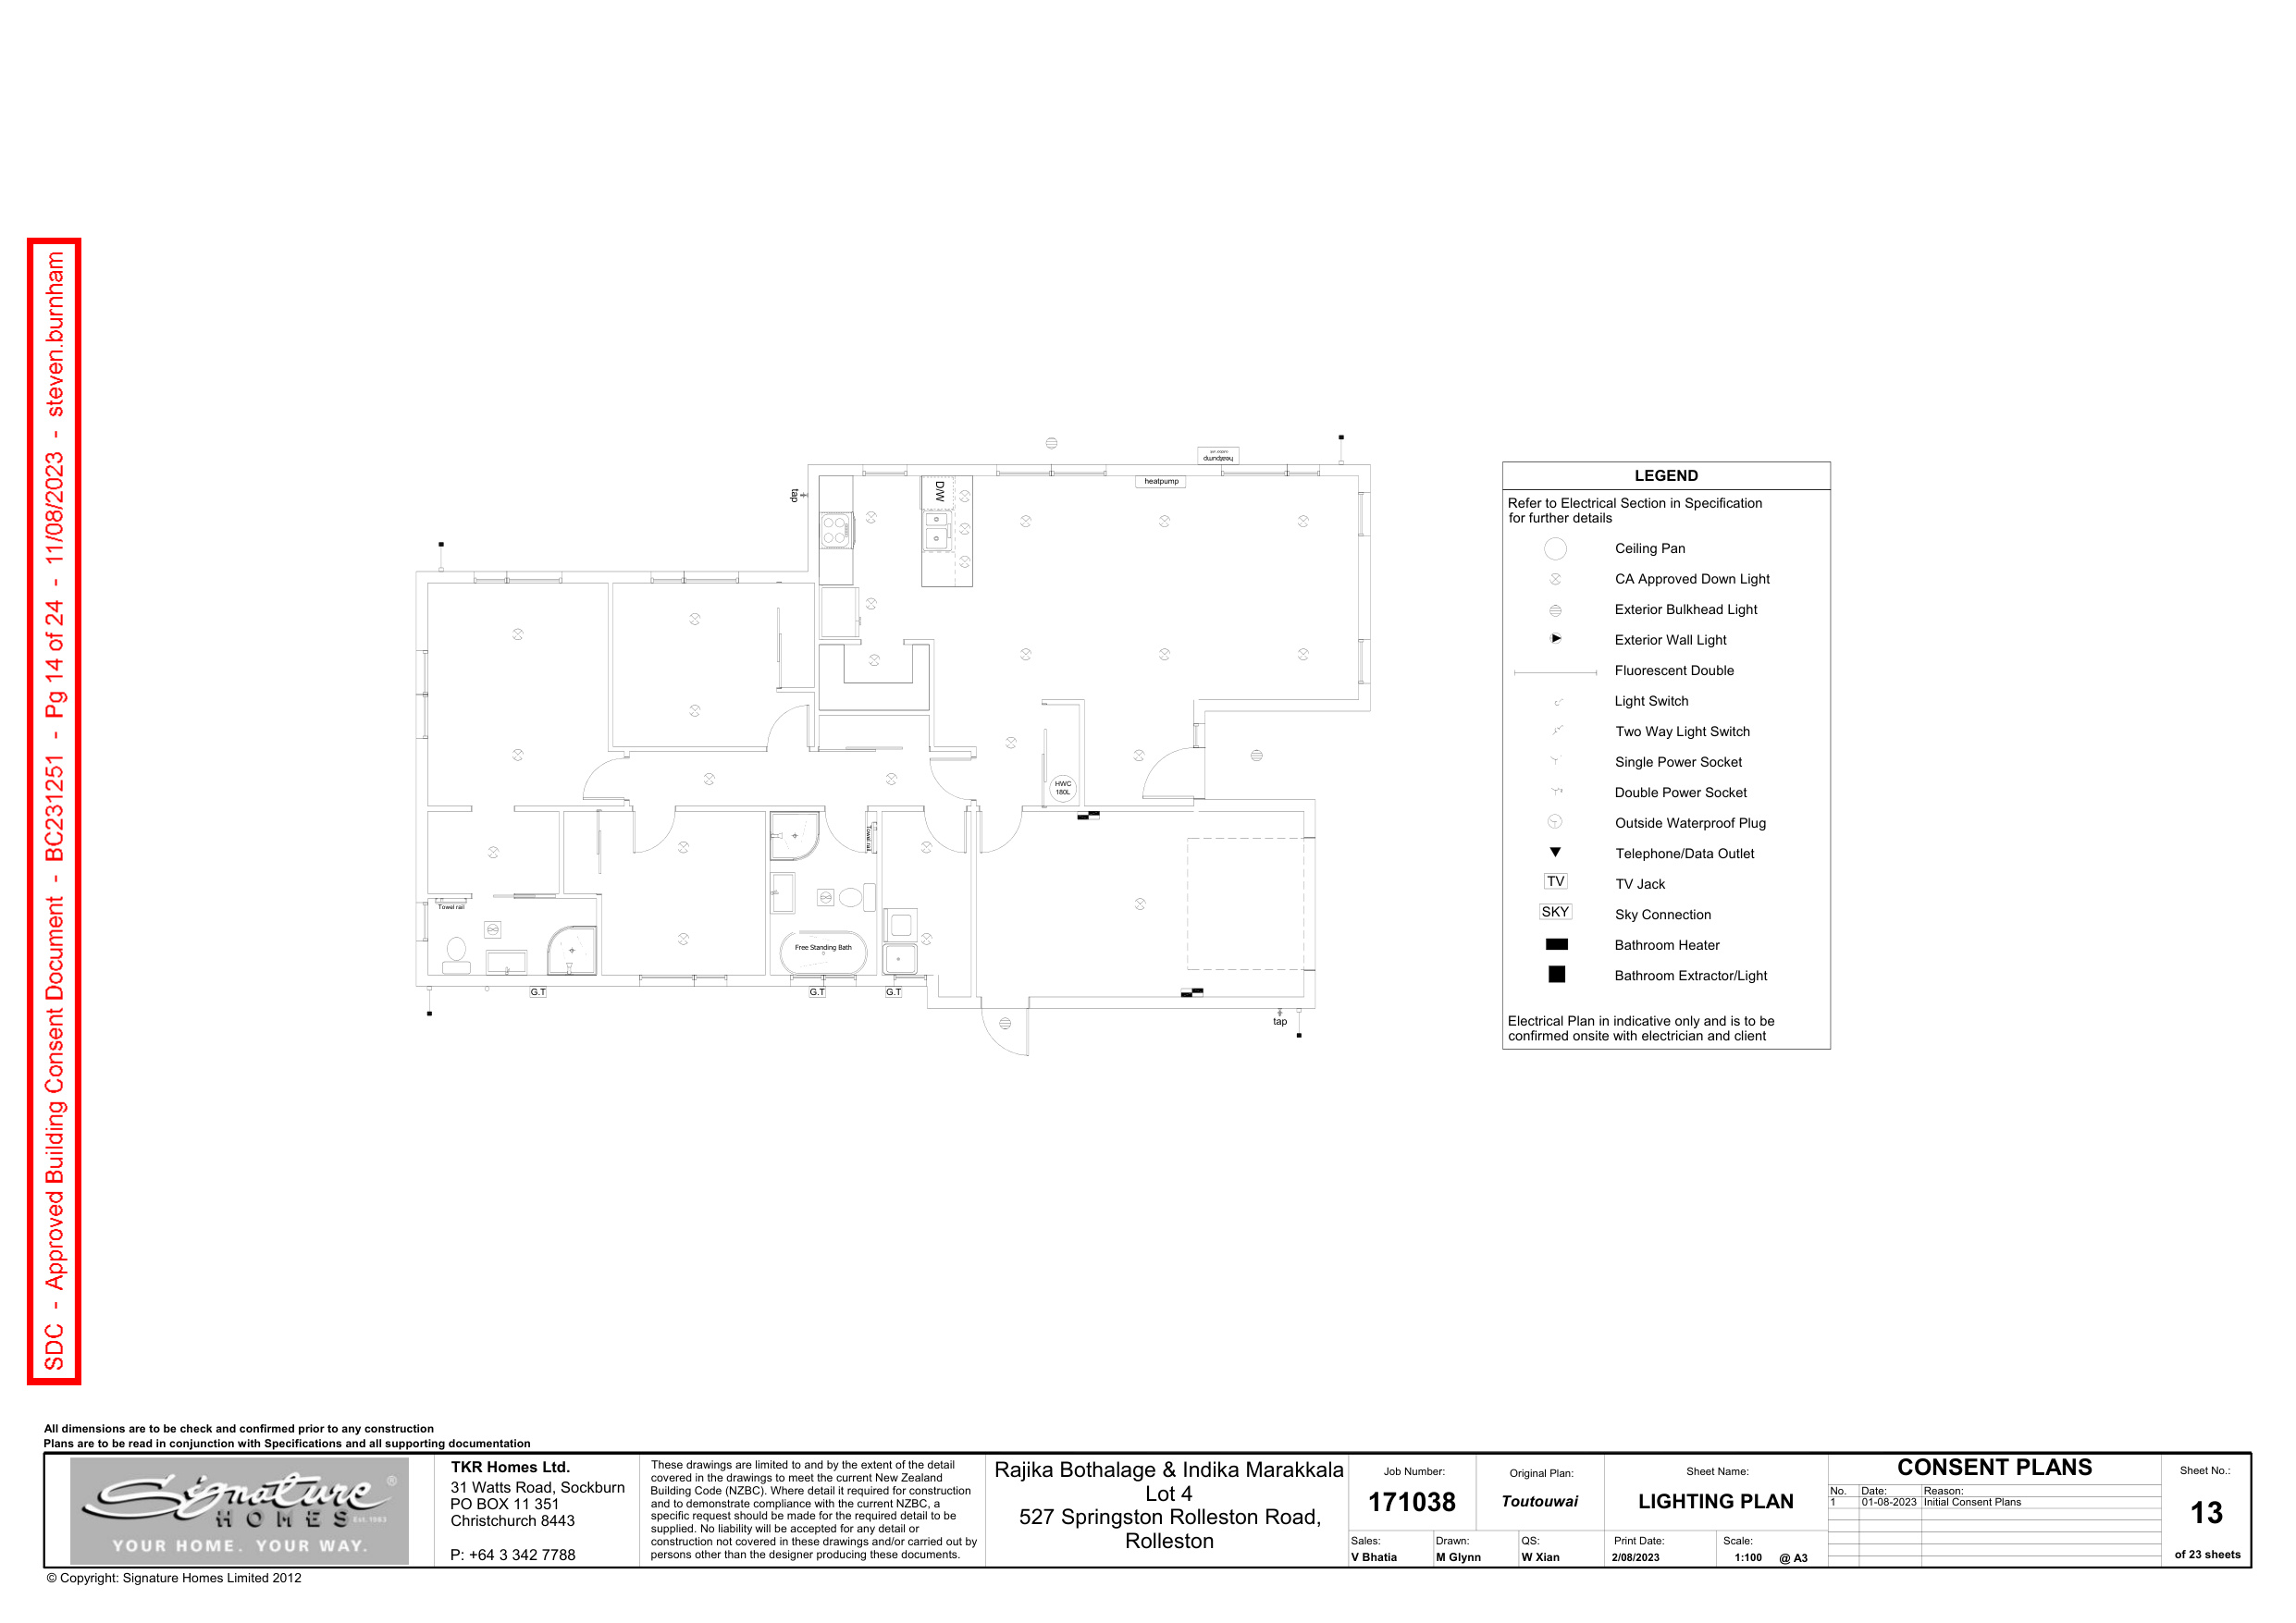 SDC - Approved Building Consent Document - BC231251 - Pg 14 of 24 - 11/08/2023 - steven.burnham
heatpump
heatpump
tap
D/W
HWC
180L
Towel rail
Towel rail
Free Standing Bath
G.T
G.T
G.T
tap
LEGEND
Refer to Electrical Section in Specification
for further details
Ceiling Pan
CA Approved Down Light
Exterior Bulkhead Light
Exterior Wall Light
Fluorescent Double
Light Switch
Two Way Light Switch
Single Power Socket
Double Power Socket
Outside Waterproof Plug
Telephone/Data Outlet
TV TV Jack
SKY Sky Connection
Bathroom Heater
Bathroom Extractor/Light
Electrical Plan in indicative only and is to be
confirmed onsite with electrician and client
All dimensions are to be check and confirmed prior to any construction
Plans are to be read in conjunction with Specifications and all supporting documentation
Signature
HOMES Est. 1983
®
YOUR HOME. YOUR WAY.
TKR Homes Ltd.
31 Watts Road, Sockburn
PO BOX 11 351
Christchurch 8443
P: +64 3 342 7788
These drawings are limited to and by the extent of the detail
covered in the drawings to meet the current New Zealand
Building Code (NZBC). Where detail it required for construction
and to demonstrate compliance with the current NZBC, a
specific request should be made for the required detail to be
supplied. No liability will be accepted for any detail or
construction not covered in these drawings and/or carried out by
persons other than the designer producing these documents.
Rajika Bothalage & Indika Marakkala
Lot 4
527 Springston Rolleston Road,
Rolleston
Job Number:
171038
Original Plan:
Toutouwai
Sheet Name:
LIGHTING PLAN
Sales:
V Bhatia
Drawn:
M Glynn
QS:
W Xian
Print Date:
2/08/2023
Scale:
1:100 @ A3
CONSENT PLANS
No. Date: Reason:
1 01-08-2023 Initial Consent Plans
Sheet No.:
13
of 23 sheets
© Copyright: Signature Homes Limited 2012